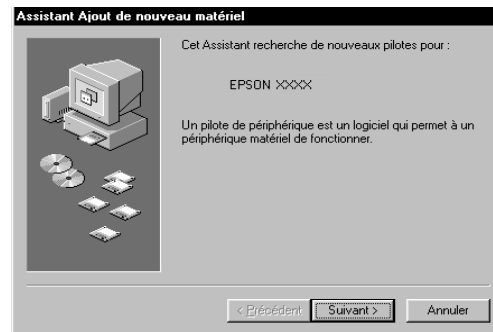 Assistant Ajout de nouveau matériel
Cet Assistant recherche de nouveaux pilotes pour :
EPSON XXXX
Un pilote de périphérique est un logiciel qui permet à un
périphérique matériel de fonctionner.
< Précédent
Suivant >
Annuler